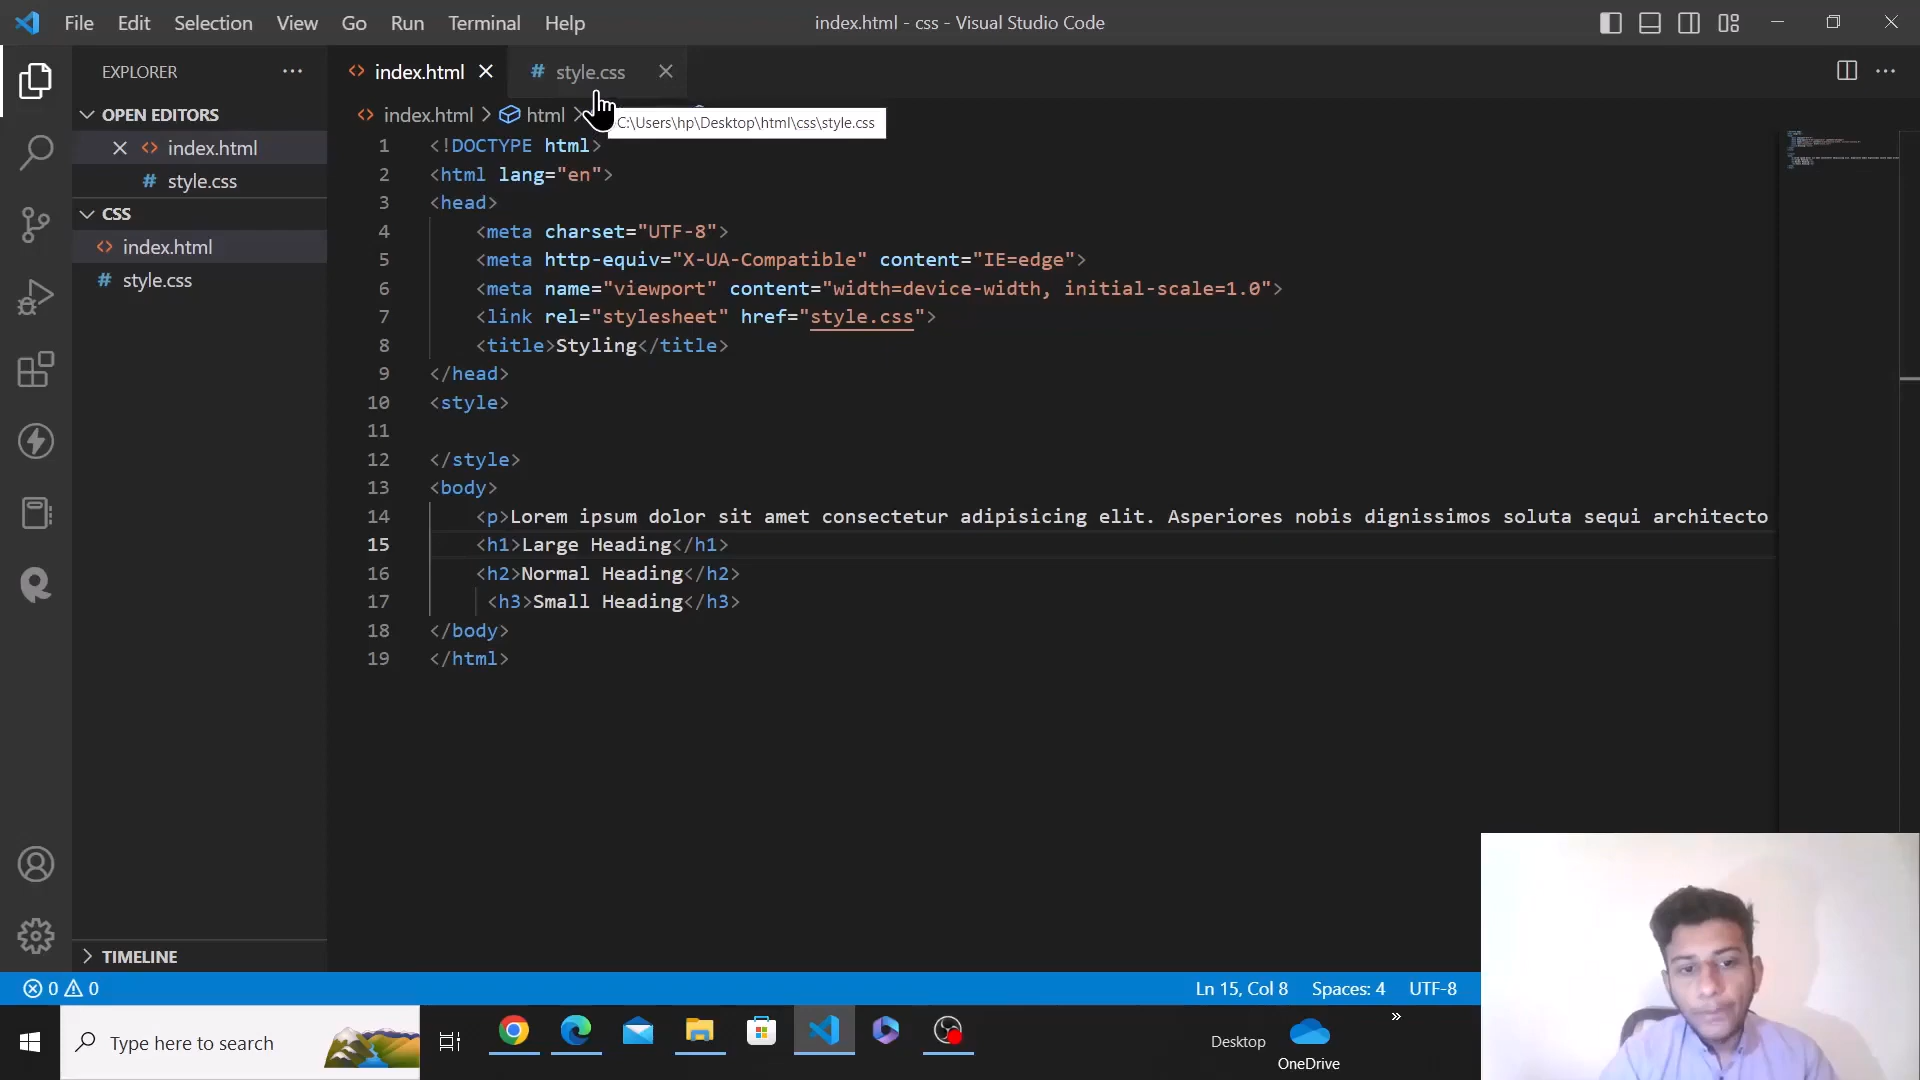 File Edit Selection View Go Run Terminal Help
index.html - css - Visual Studio Code
EXPLORER
OPEN EDITORS
index.html
style.css
CSS
index.html
style.css
TIMELINE
index.html
style.css
index.html > html >
C:\Users\hp\Desktop\html\css\style.css
1 <!DOCTYPE html>
2 <html lang="en">
3 <head>
4 <meta charset="UTF-8">
5 <meta http-equiv="X-UA-Compatible" content="IE=edge">
6 <meta name="viewport" content="width=device-width, initial-scale=1.0">
7 <link rel="stylesheet" href="style.css">
8 <title>Styling</title>
9 </head>
10 <style>
11
12 </style>
13 <body>
14 <p>Lorem ipsum dolor sit amet consectetur adipisicing elit. Asperiores nobis dignissimos soluta sequi architecto
15 <h1>Large Heading</h1>
16 <h2>Normal Heading</h2>
17 <h3>Small Heading</h3>
18 </body>
19 </html>
0 0
Ln 15, Col 8 Spaces: 4 UTF-8
Type here to search
Desktop
OneDrive